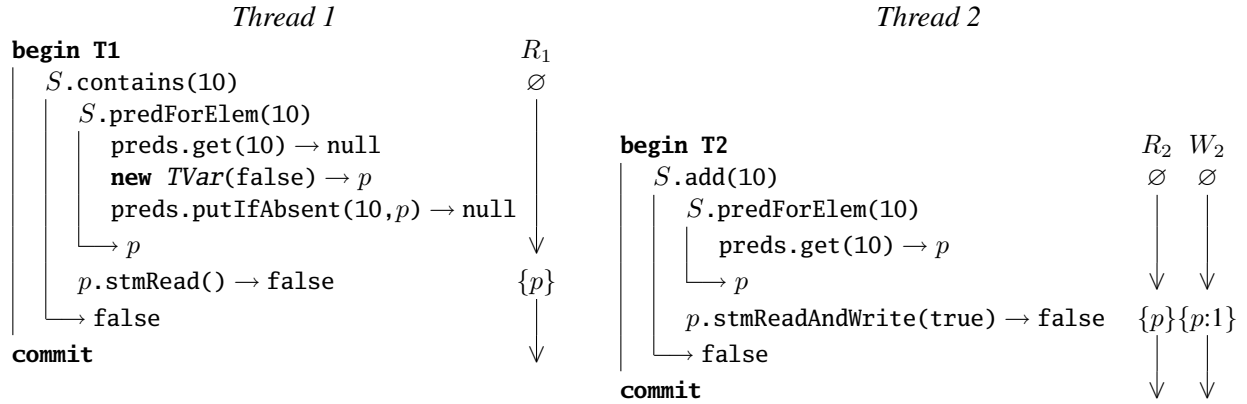 Thread 1
begin T1 R₁
S.contains(10) ∅
S.predForElem(10)
preds.get(10) → null
new TVar(false) → p
preds.putIfAbsent(10,p) → null
p
p.stmRead() → false {p}
false
commit
Thread 2
begin T2 R₂ W₂
S.add(10) ∅ ∅
S.predForElem(10)
preds.get(10) → p
p
p.stmReadAndWrite(true) → false {p}{p:1}
false
commit